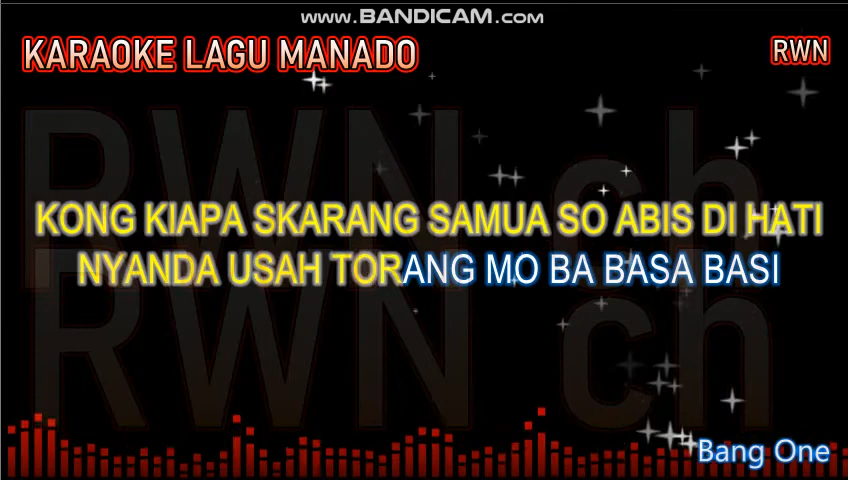 www.BANDICAM.com
KARAOKE LAGU MANADO
RWN
RWN ch
KONG KIAPA SKARANG SAMUA SO ABIS DI HATI
NYANDA USAH TORANG MO BA BASA BASI
RWN ch
Bang One